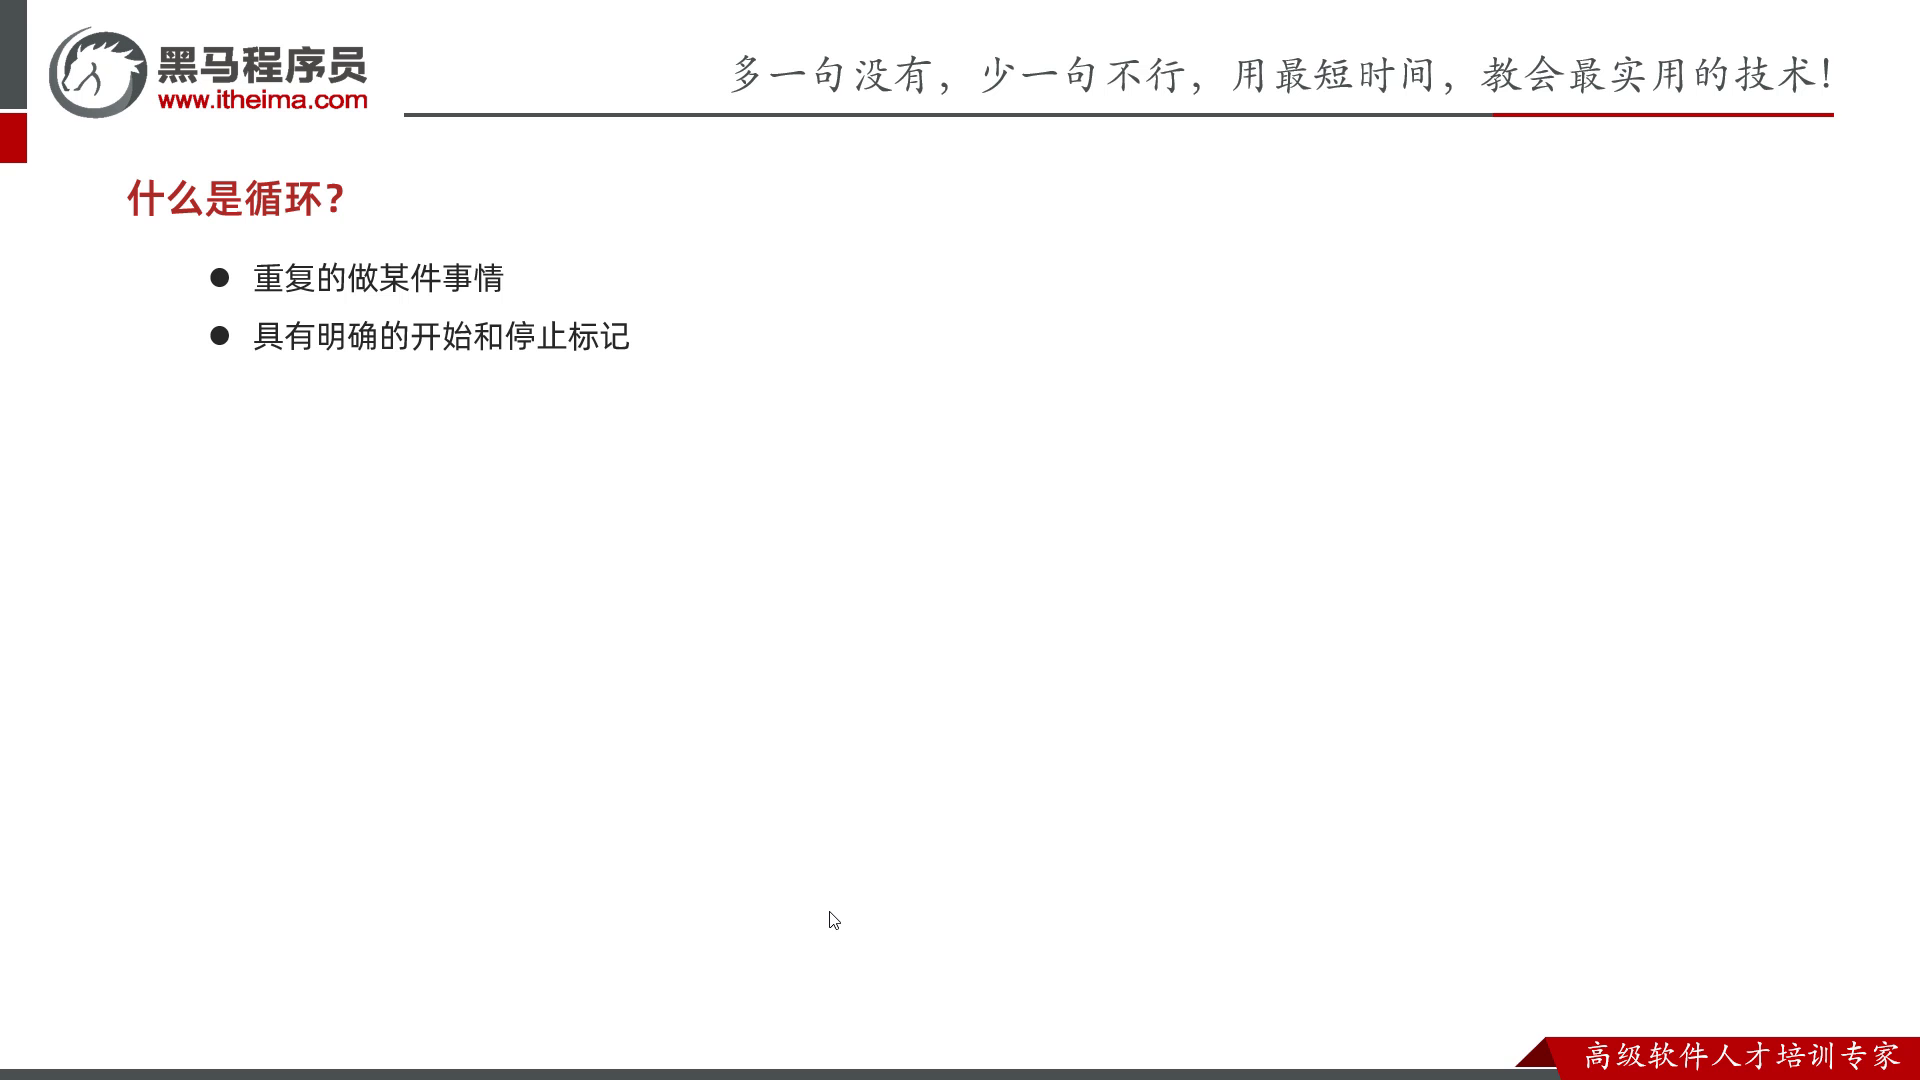 黑马程序员
www.itheima.com
多一句没有，少一句不行，用最短时间，教会最实用的技术！
什么是循环？
● 重复的做某件事情
● 具有明确的开始和停止标记
高级软件人才培训专家